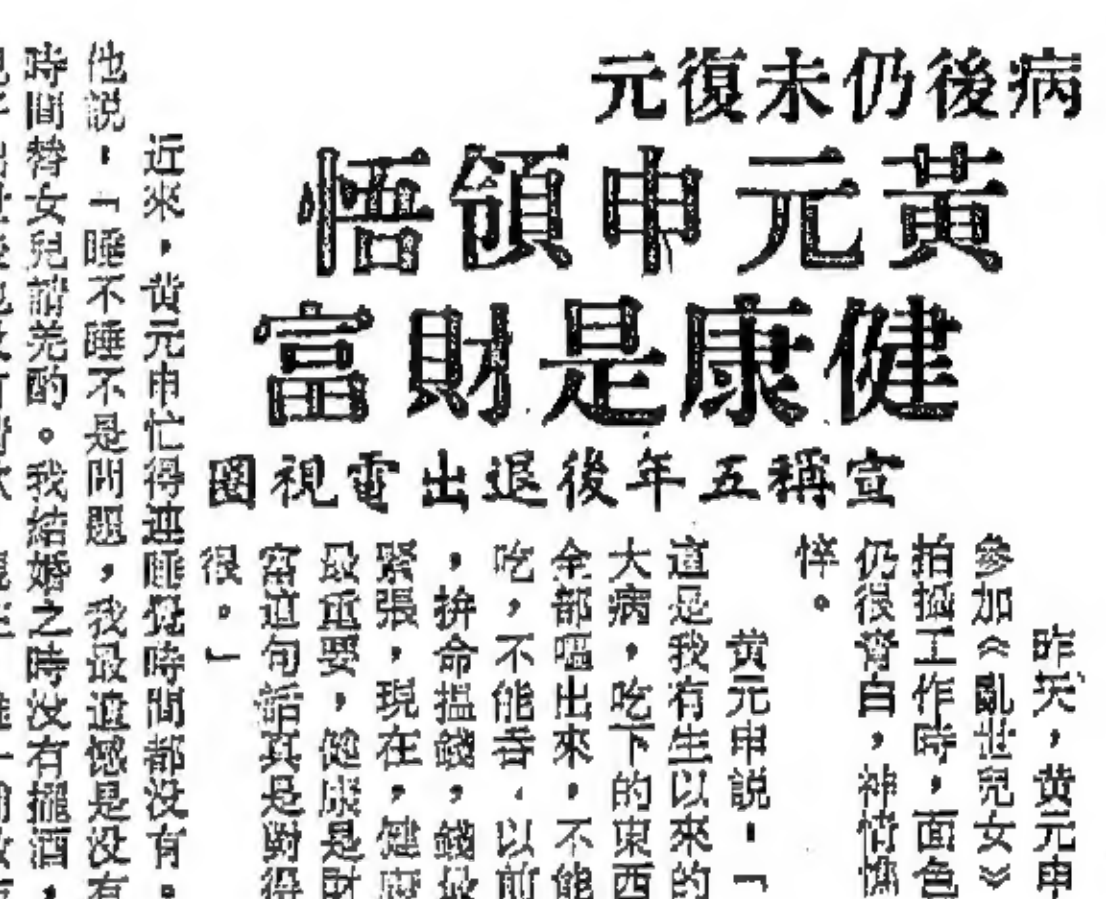 病後仍未復元
黃元申領悟
健康是財富
宣稱五年後退出電視圈
昨天，黃元申
參加《亂世兒女》
拍攝工作時，面色
仍很青白，神情憔
悴。
黃元申説：「
這是我有生以來的
大病，吃下的東西
全部嘔出來，不能
吃，不能吞。以前
，拚命搵錢，錢最
緊張，現在，健康
最重要，健康是財
富這句話真是對得
很。」
近來，黃元申忙得連睡覺時間都沒有。
他説：「睡不睡不是問題，我最遺憾是沒有
時間替女兒請羌酌。我結婚之時沒有擺酒，